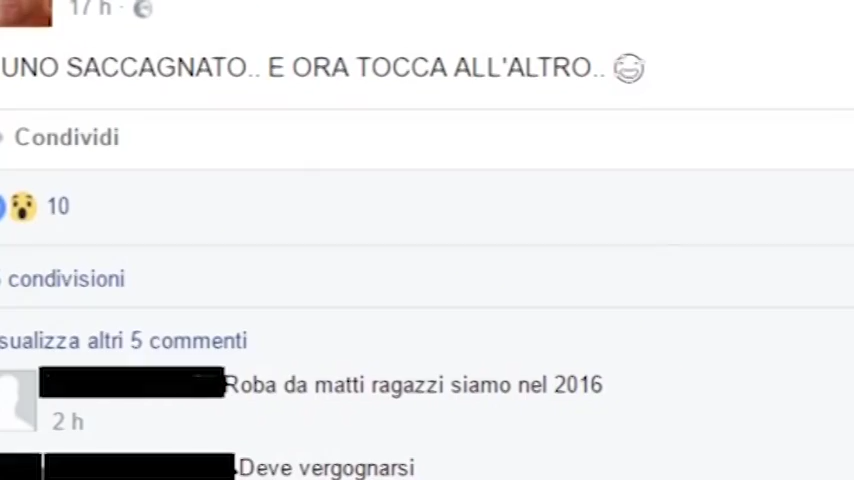 17 h
UNO SACCAGNATO.. E ORA TOCCA ALL'ALTRO..
Condividi
10
condivisioni
sualizza altri 5 commenti
Roba da matti ragazzi siamo nel 2016
2 h
Deve vergognarsi